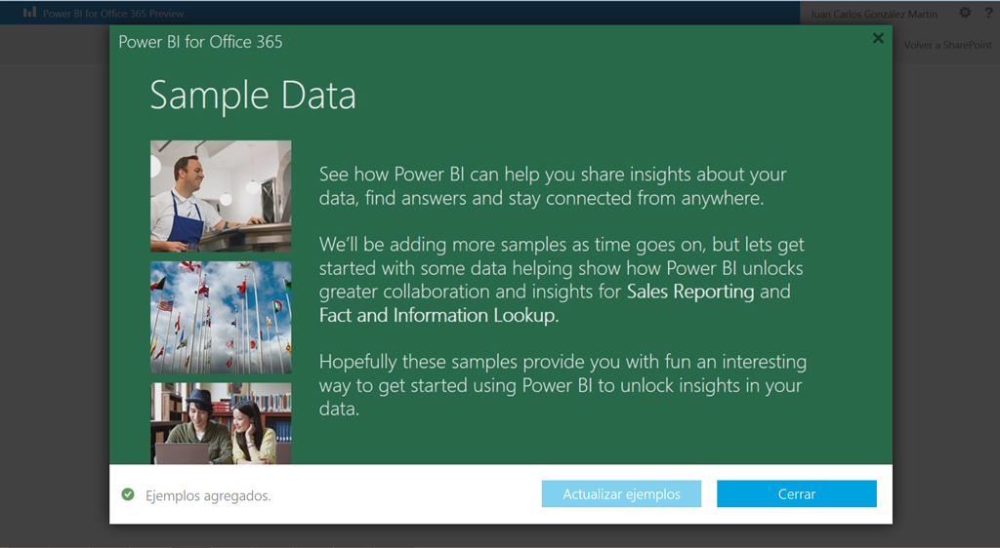 Power BI for Office 365 Preview
Juan Carlos González Martín
?
Volver a SharePoint
Power BI for Office 365
Sample Data
See how Power BI can help you share insights about your
data, find answers and stay connected from anywhere.
We'll be adding more samples as time goes on, but lets get
started with some data helping show how Power BI unlocks
greater collaboration and insights for Sales Reporting and
Fact and Information Lookup.
Hopefully these samples provide you with fun an interesting
way to get started using Power BI to unlock insights in your
data.
Ejemplos agregados.
Actualizar ejemplos
Cerrar